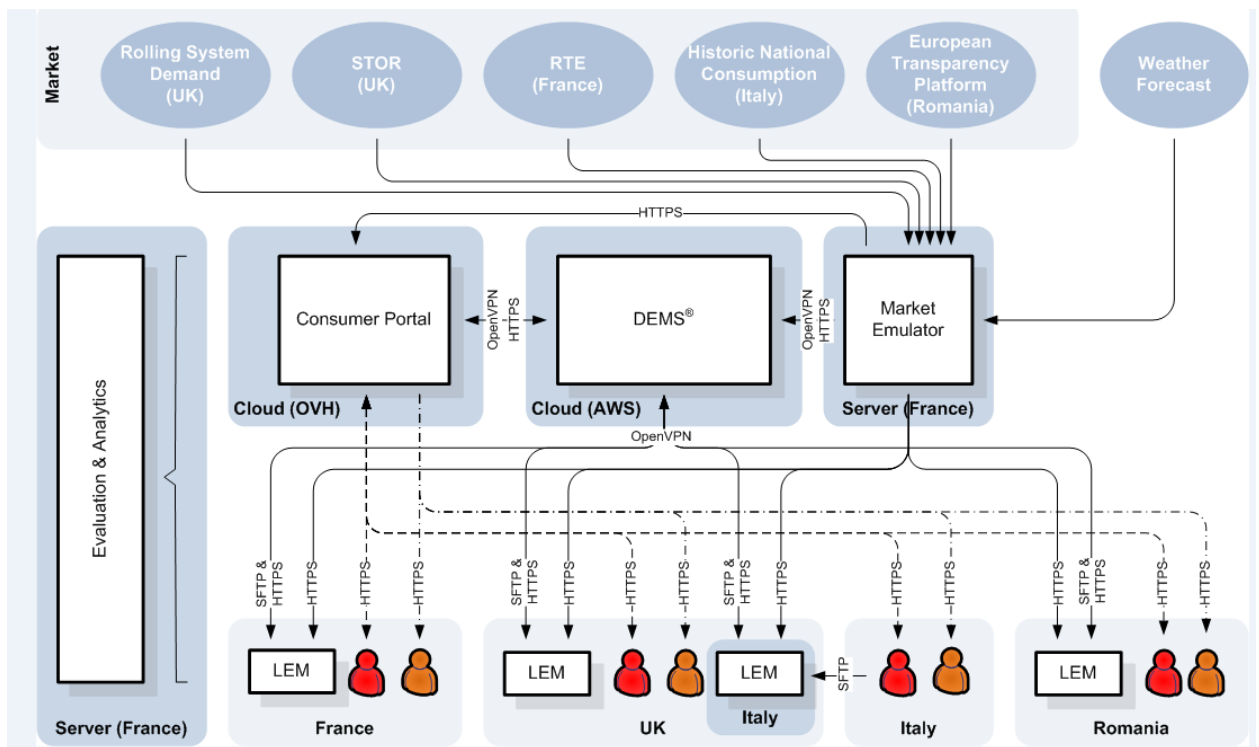 Market
Rolling System
Demand
(UK)
STOR
(UK)
RTE
(France)
Historic National
Consumption
(Italy)
European
Transparency
Platform
(Romania)
Weather
Forecast
HTTPS
Evaluation & Analytics
Server (France)
Consumer Portal
Cloud (OVH)
OpenVPN
HTTPS
DEMS®
Cloud (AWS)
OpenVPN
HTTPS
Market
Emulator
Server (France)
OpenVPN
SFTP &
HTTPS
HTTPS
HTTPS
HTTPS
SFTP &
HTTPS
HTTPS
HTTPS
HTTPS
SFTP &
HTTPS
HTTPS
HTTPS
HTTPS
HTTPS
SFTP &
HTTPS
HTTPS
HTTPS
LEM
France
LEM
UK
LEM
Italy
SFTP
Italy
LEM
Romania